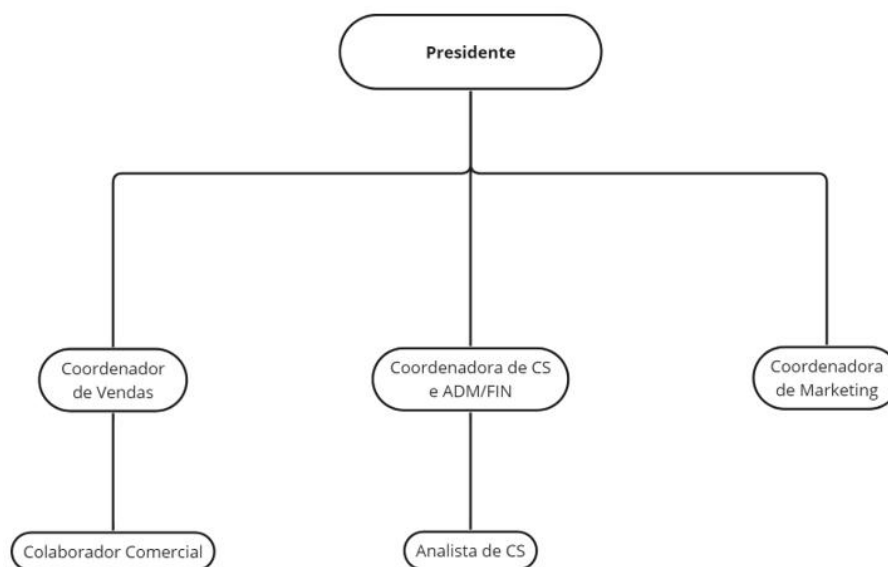 Presidente
Coordenador
de Vendas
Coordenadora de CS
e ADM/FIN
Coordenadora
de Marketing
Colaborador Comercial
Analista de CS